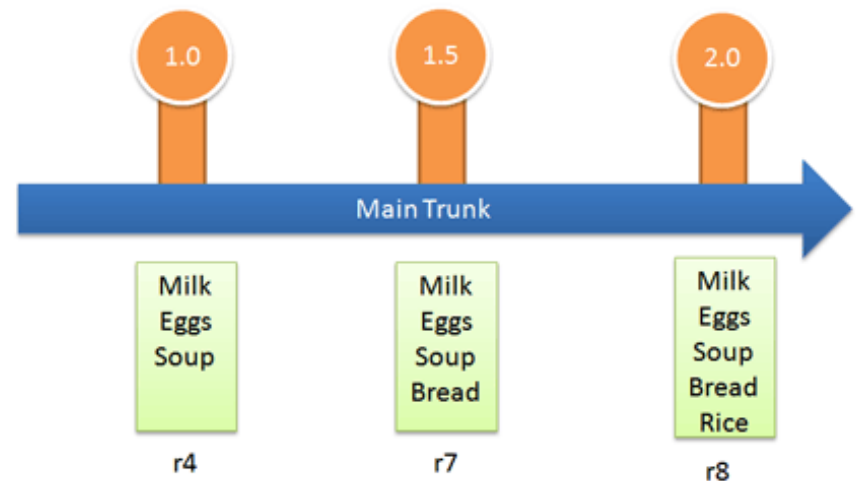 1.0
1.5
2.0
Main Trunk
Milk
Eggs
Soup
r4
Milk
Eggs
Soup
Bread
r7
Milk
Eggs
Soup
Bread
Rice
r8